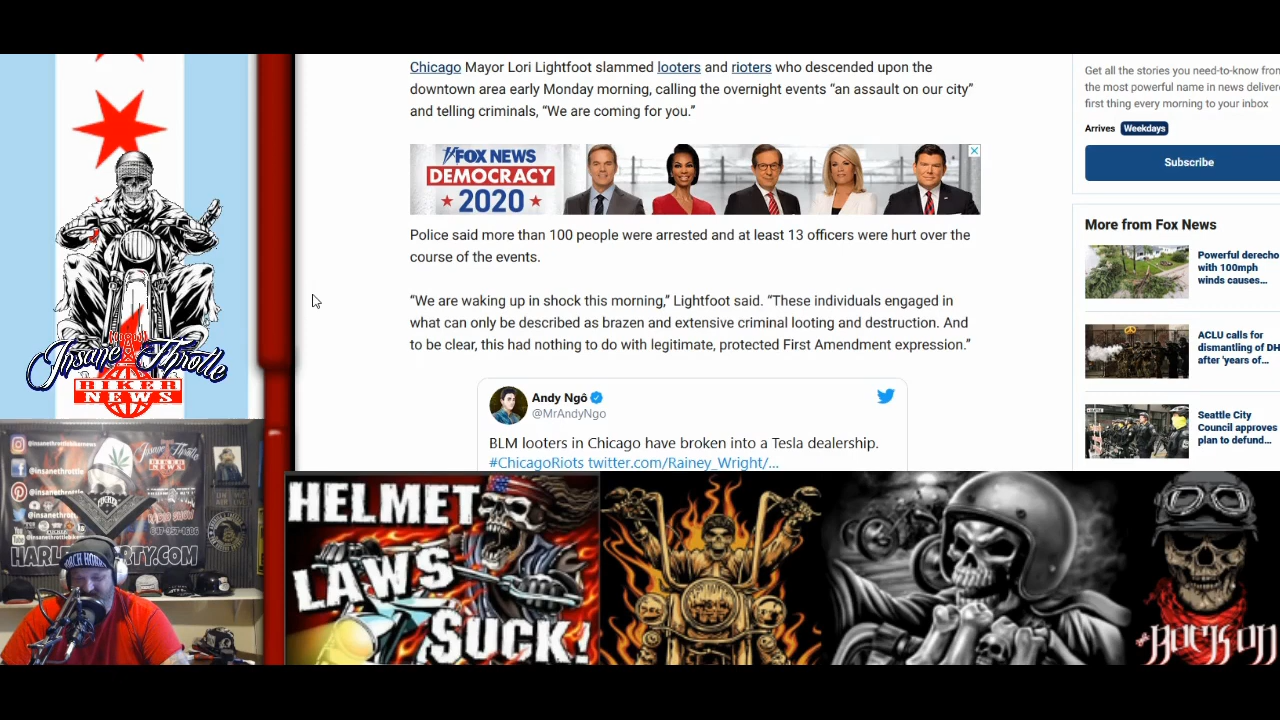 Chicago Mayor Lori Lightfoot slammed looters and rioters who descended upon the
downtown area early Monday morning, calling the overnight events “an assault on our city”
and telling criminals, “We are coming for you.”
FOX NEWS
DEMOCRACY
2020
Police said more than 100 people were arrested and at least 13 officers were hurt over the
course of the events.
“We are waking up in shock this morning,” Lightfoot said. “These individuals engaged in
what can only be described as brazen and extensive criminal looting and destruction. And
to be clear, this had nothing to do with legitimate, protected First Amendment expression.”
Andy Ngô
@MrAndyNgo
BLM looters in Chicago have broken into a Tesla dealership.
#ChicagoRiots twitter.com/Rainey_Wright/...
Get all the stories you need-to-know from
the most powerful name in news delivere
first thing every morning to your inbox
Arrives Weekdays
Subscribe
More from Fox News
Powerful derecho
with 100mph
winds causes...
ACLU calls for
dismantling of DH
after 'years of...
Seattle City
Council approves
plan to defund...
Insane Throttle
BIKER
NEWS
@insanethrottlebikernews
@insanethrottle
HARLEY
RTY.COM
HELMET
LAWS
SUCK!
ROCK ON